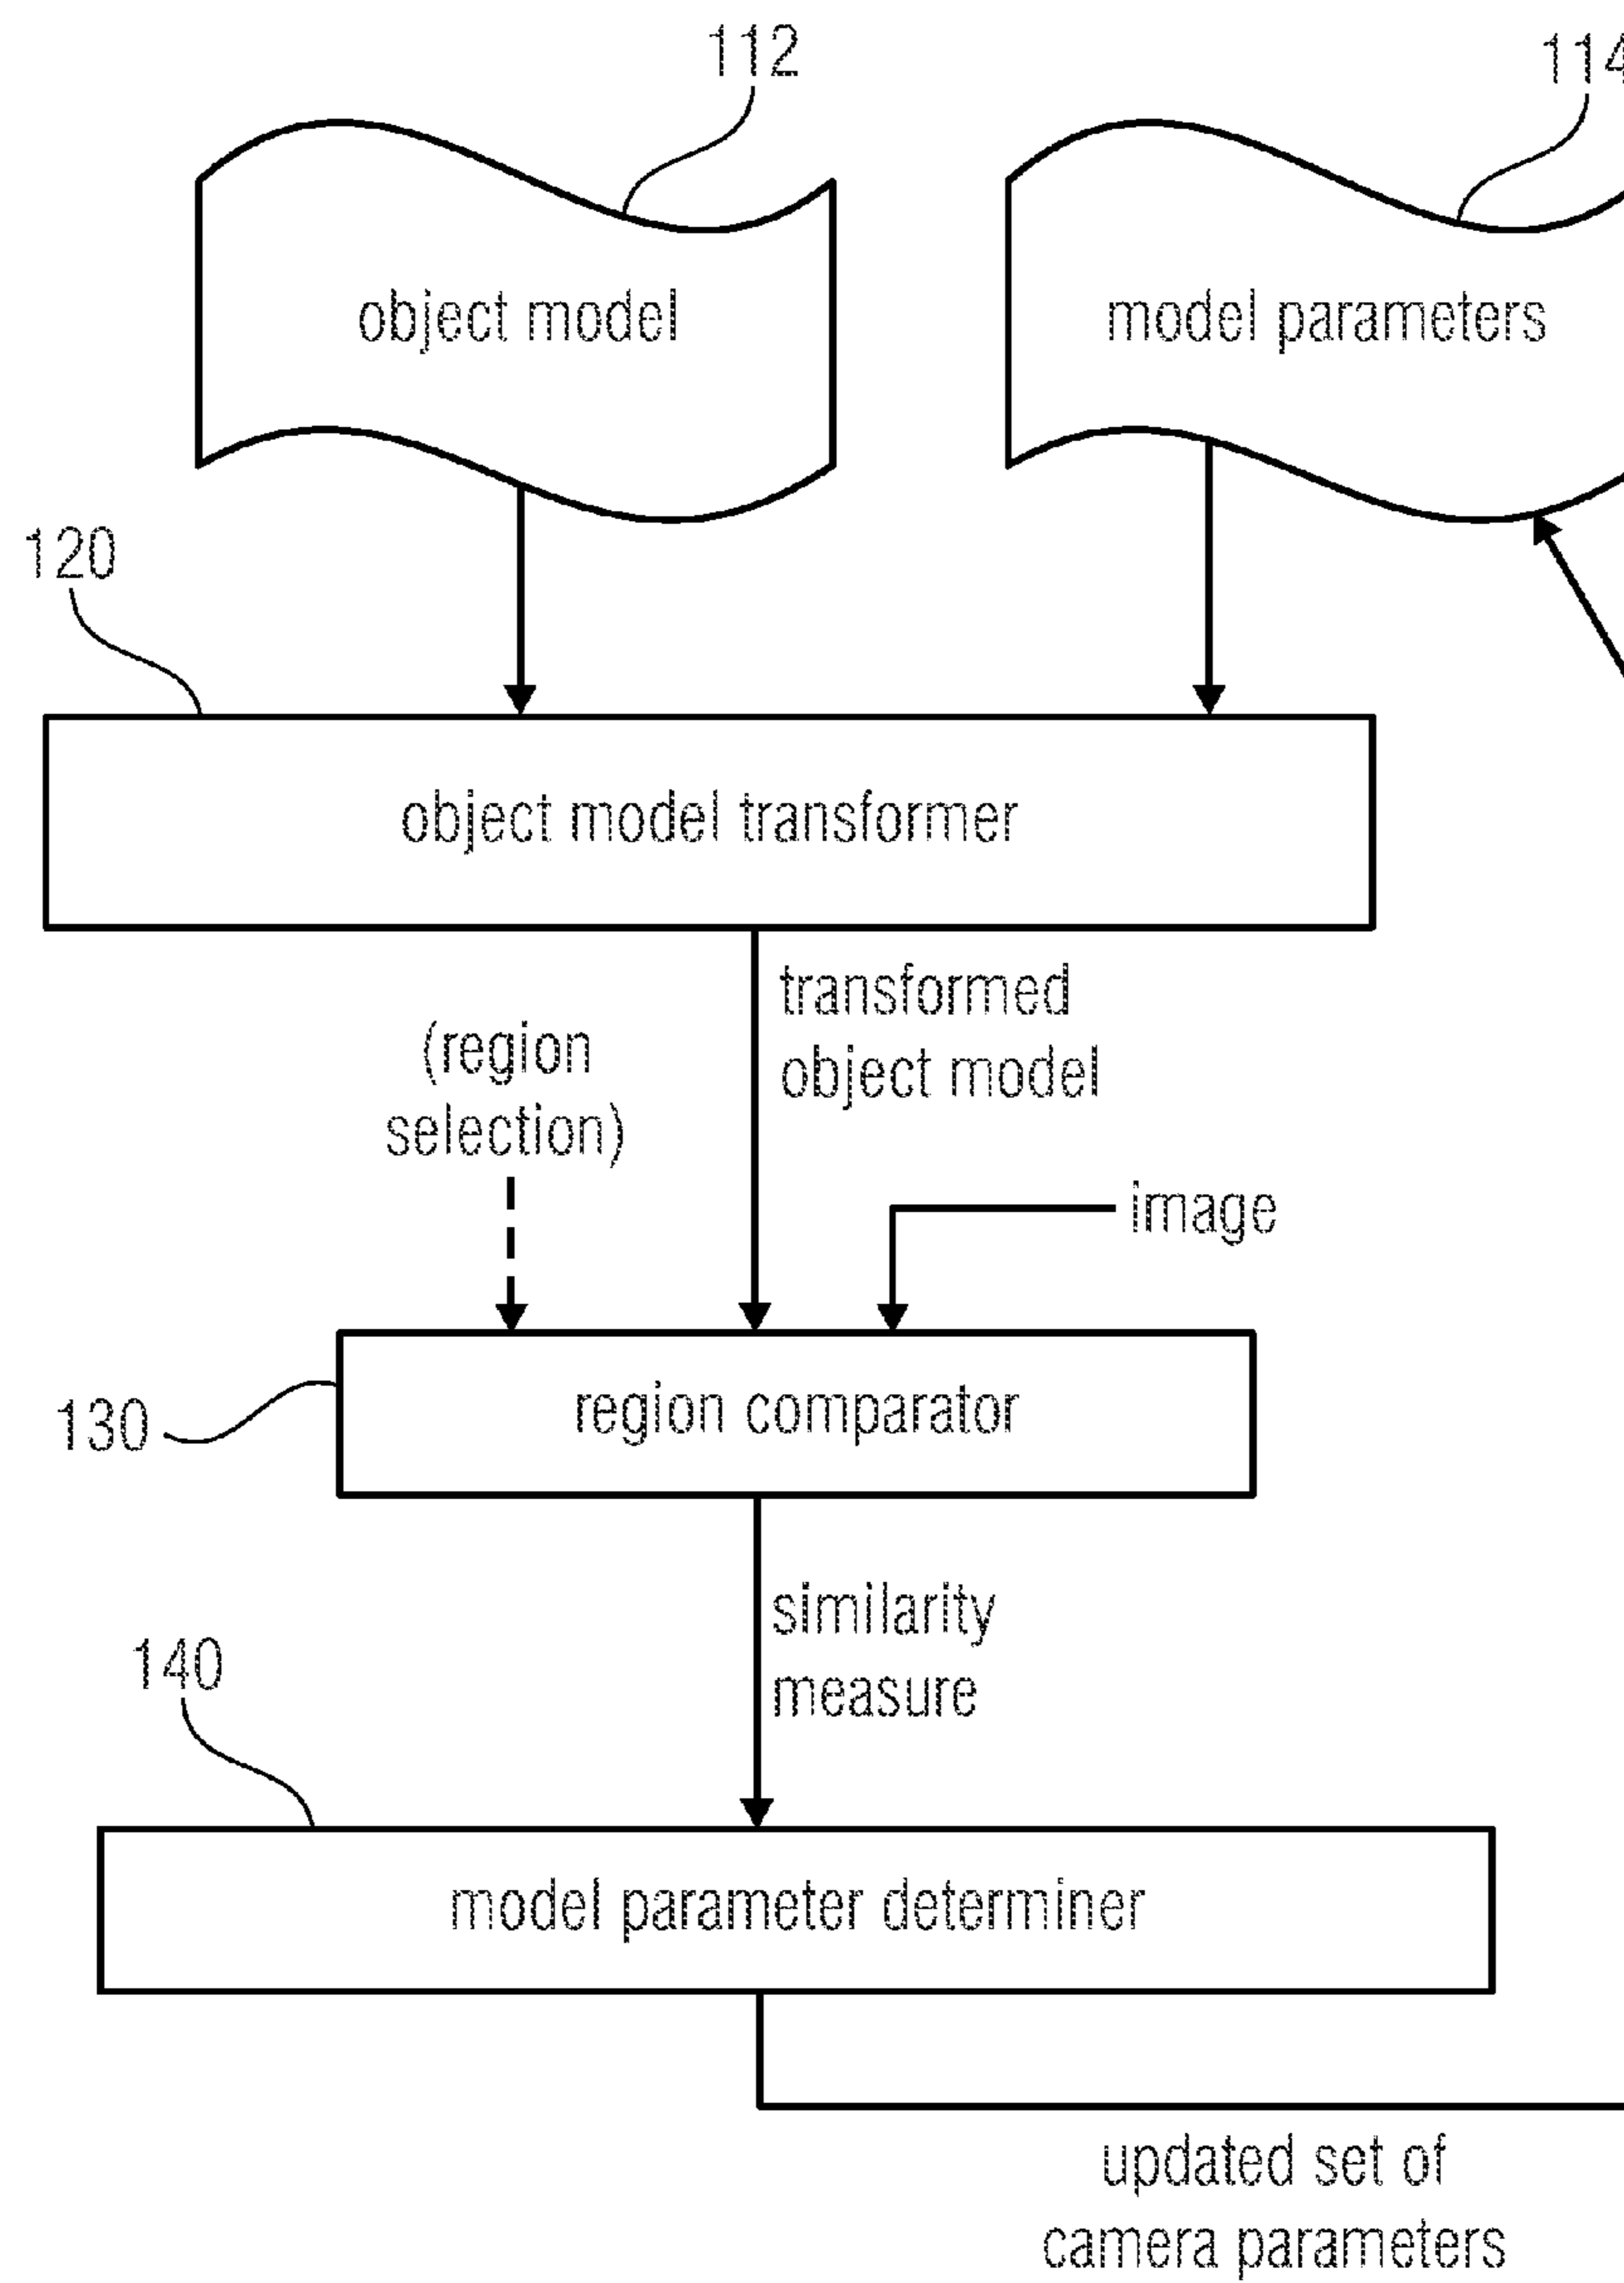 112
114
object model
model parameters
120
object model transformer
transformed
object model
(region
selection)
image
region comparator
130
similarity
measure
140
model parameter determiner
updated set of
camera parameters